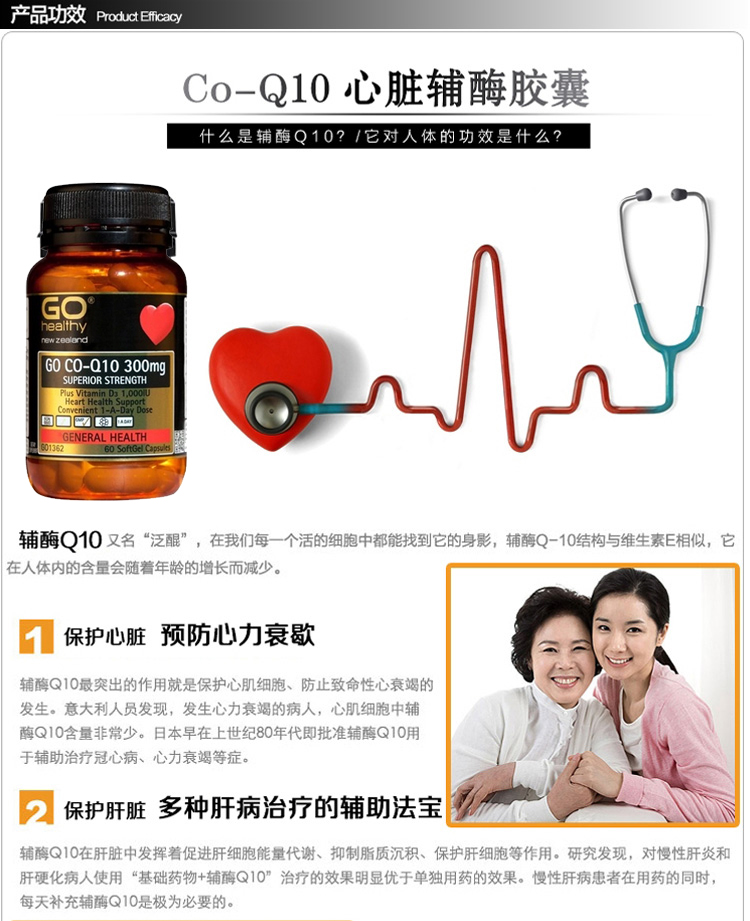 产品功效 Product Efficacy
Co-Q10 心脏辅酶胶囊
什么是辅酶Q10? /它对人体的功效是什么?
GO®
healthy
new zealand
GO CO-Q10 300mg
SUPERIOR STRENGTH
Plus Vitamin D3 1,000IU
Heart Health Support
Convenient 1-A-Day Dose
GENERAL HEALTH
GO1362 60 SoftGel Capsules
辅酶Q10 又名“泛醌”，在我们每一个活的细胞中都能找到它的身影，辅酶Q-10结构与维生素E相似，它
在人体内的含量会随着年龄的增长而减少。
1 保护心脏 预防心力衰歇
辅酶Q10最突出的作用就是保护心肌细胞、防止致命性心衰竭的
发生。意大利人员发现，发生心力衰竭的病人，心肌细胞中辅
酶Q10含量非常少。日本早在上世纪80年代即批准辅酶Q10用
于辅助治疗冠心病、心力衰竭等症。
2 保护肝脏 多种肝病治疗的辅助法宝
辅酶Q10在肝脏中发挥着促进肝细胞能量代谢、抑制脂质沉积、保护肝细胞等作用。研究发现，对慢性肝炎和
肝硬化病人使用“基础药物+辅酶Q10”治疗的效果明显优于单独用药的效果。慢性肝病患者在用药的同时，
每天补充辅酶Q10是极为必要的。